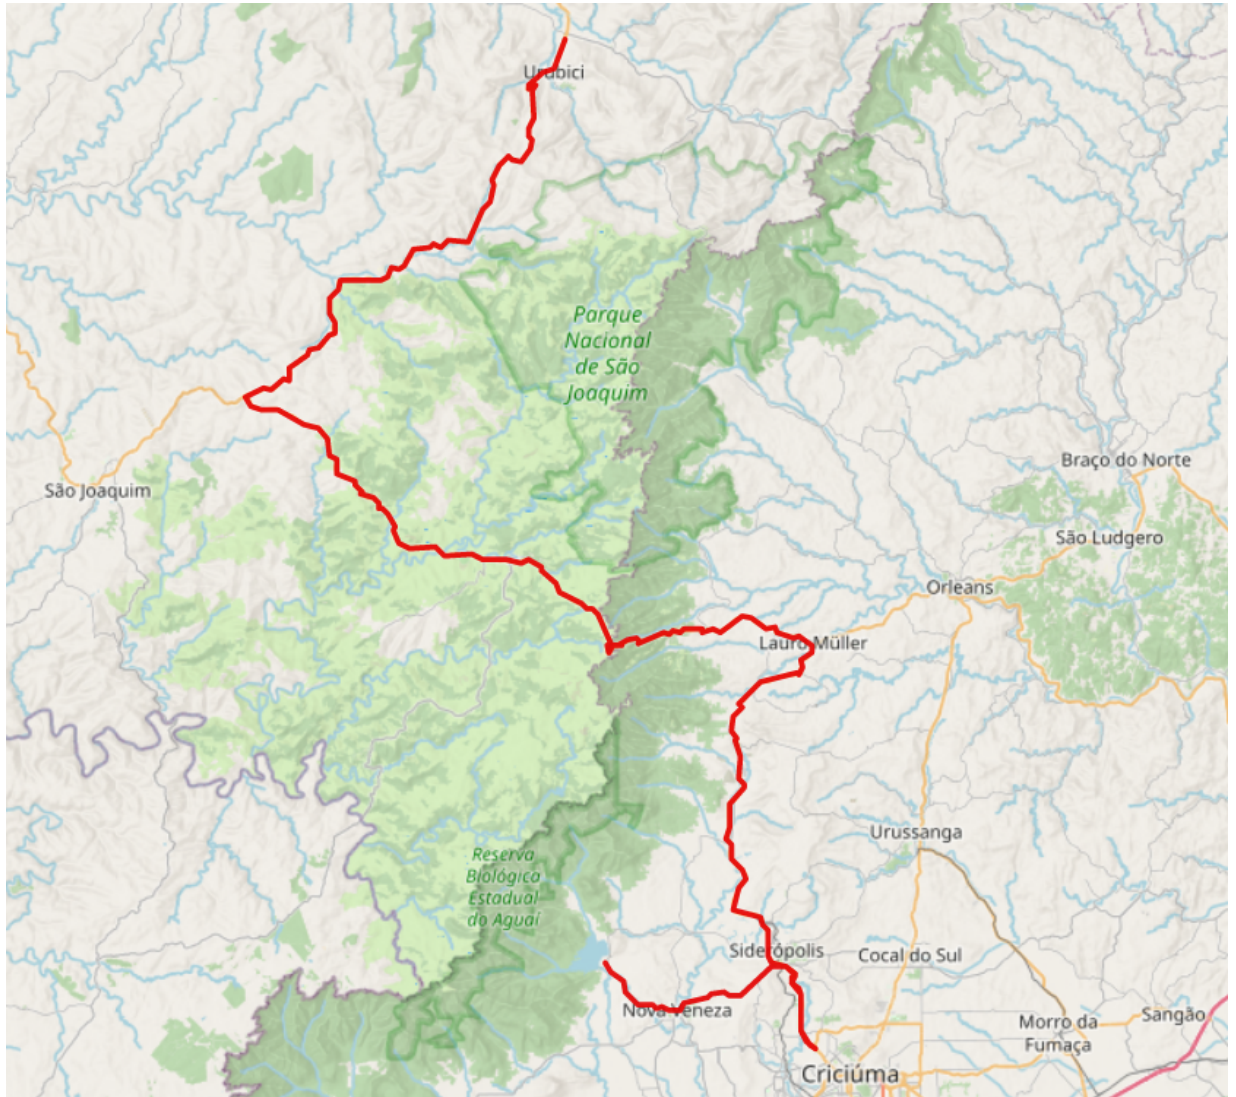 Urubici
Parque
Nacional
de São
Joaquim
Braço do Norte
São Joaquim
São Ludgero
Orleans
Lauro Müller
Urussanga
Reserva
Biológica
Estadual
do Aguaí
Siderópolis
Cocal do Sul
Nova Veneza
Sangão
Morro da
Fumaça
Criciúma